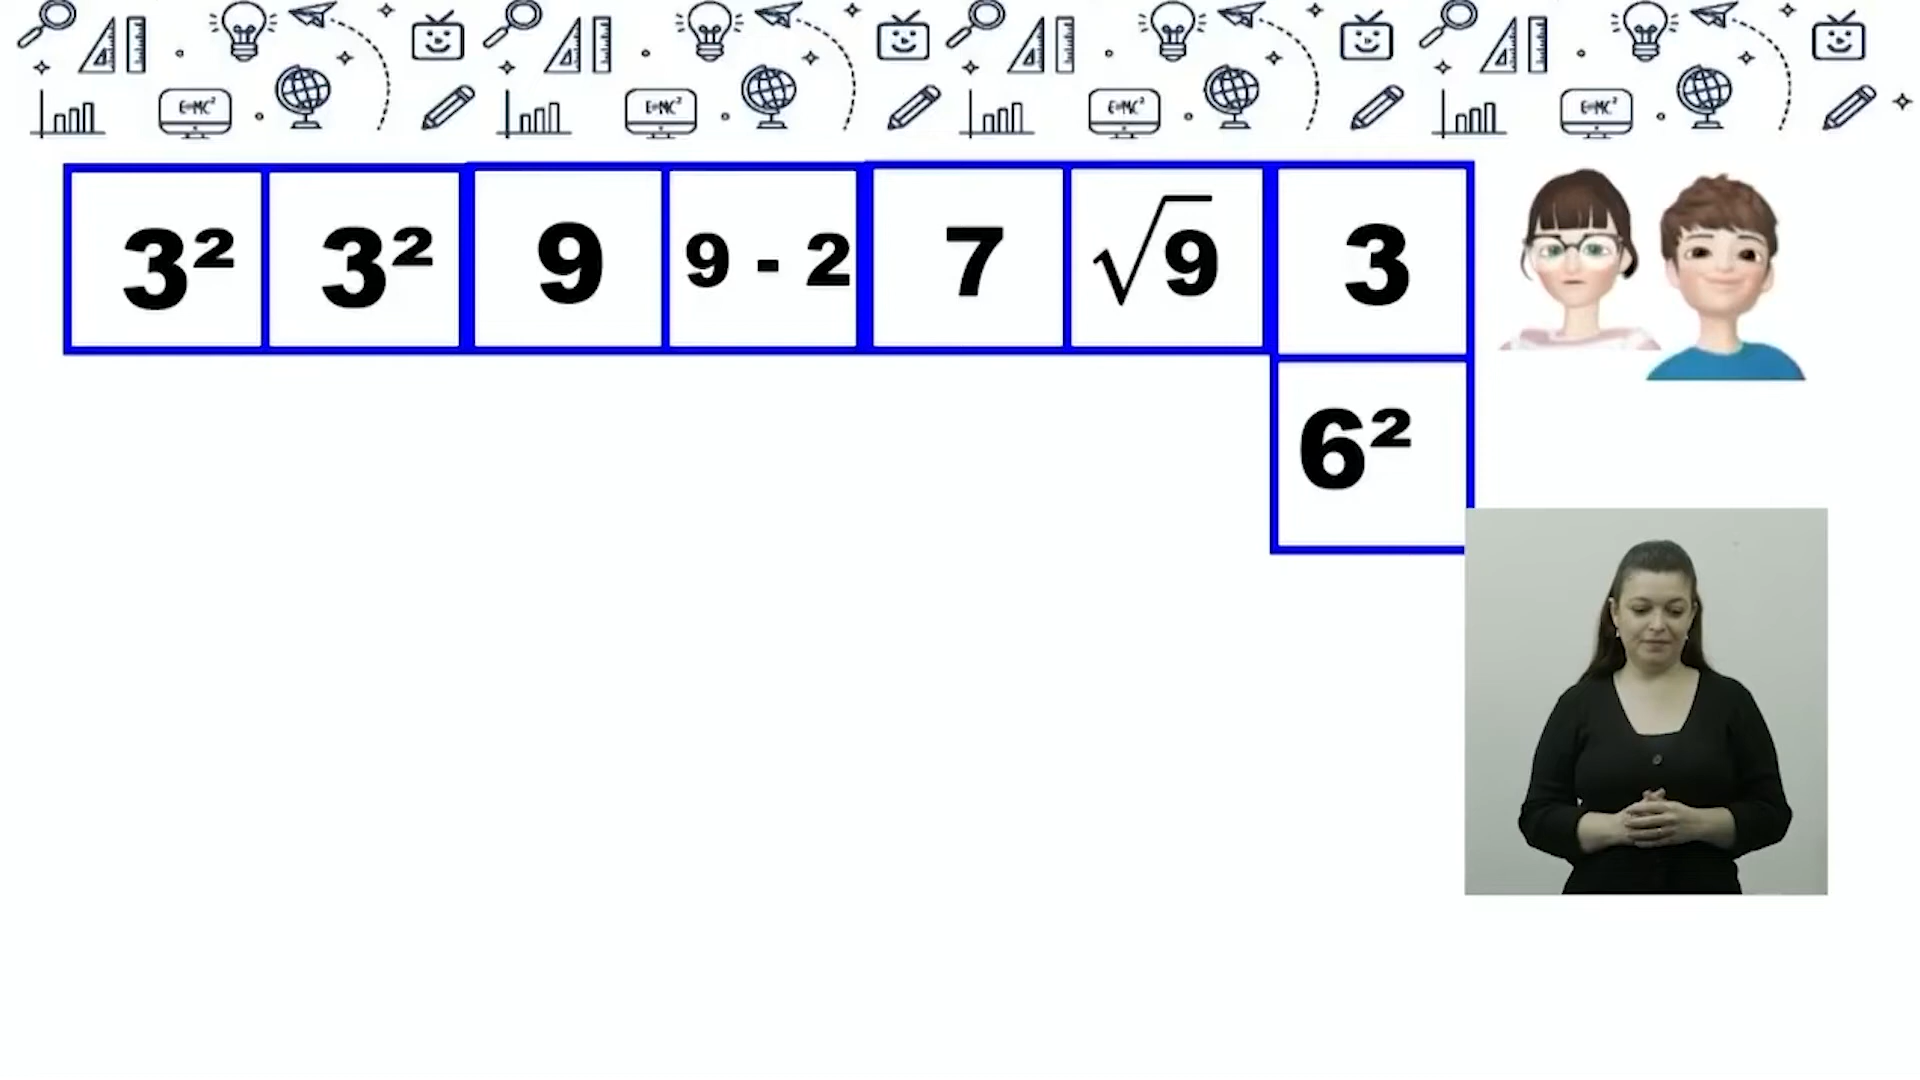 E=MC² E=MC² E=MC² E=MC²
3² 3² 9 9 - 2 7 √9 3
6²